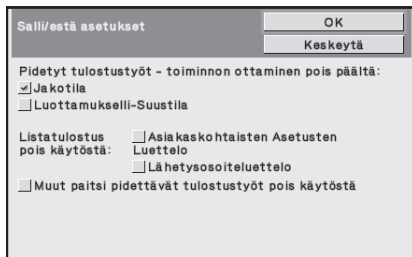 Salli/estä asetukset
OK
Keskeytä
Pidetyt tulostustyöt - toiminnon ottaminen pois päältä:
Jakotila
Luottamukselli-Suustila
Listatulostus pois käytöstä:
Asiakaskohtaisten Asetusten Luettelo
Lähetysosoiteluettelo
Muut paitsi pidettävät tulostustyöt pois käytöstä